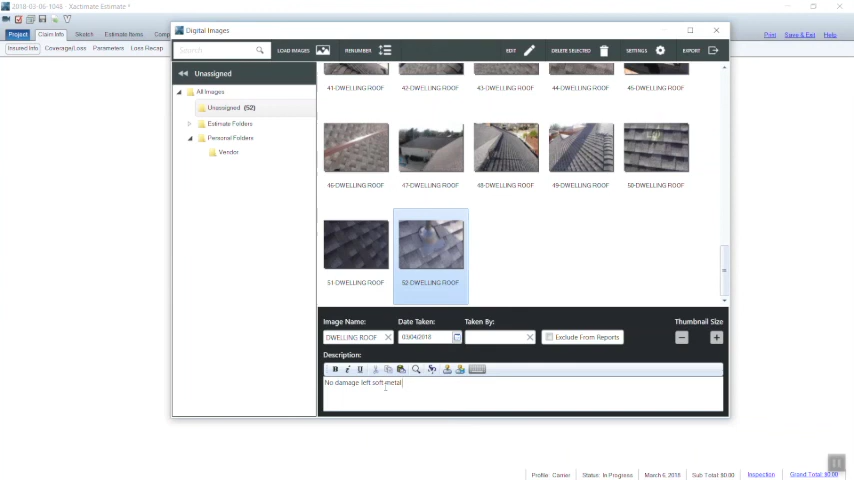 2018-03-06-1048 - Xactimate Estimate *
Project
Claim Info
Sketch
Estimate Items
Print
Save & Exit
Help
Insured Info
Coverage/Loss
Parameters
Loss Recap
Digital Images
Search
LOAD IMAGES
RENUMBER
EDIT
DELETE SELECTED
SETTINGS
EXPORT
Unassigned
All Images
Unassigned (52)
Estimate Folders
Personal Folders
Vendor
41-DWELLING ROOF
42-DWELLING ROOF
43-DWELLING ROOF
44-DWELLING ROOF
45-DWELLING ROOF
46-DWELLING ROOF
47-DWELLING ROOF
48-DWELLING ROOF
49-DWELLING ROOF
50-DWELLING ROOF
51-DWELLING ROOF
52-DWELLING ROOF
Image Name:
Date Taken:
Taken By:
Thumbnail Size
DWELLING ROOF
03/04/2018
Exclude From Reports
Description:
B i U
No damage left soft metal
Profile: Carrier
Status: In Progress
March 6, 2018
Sub Total: $0.00
Inspection
Grand Total: $0.00